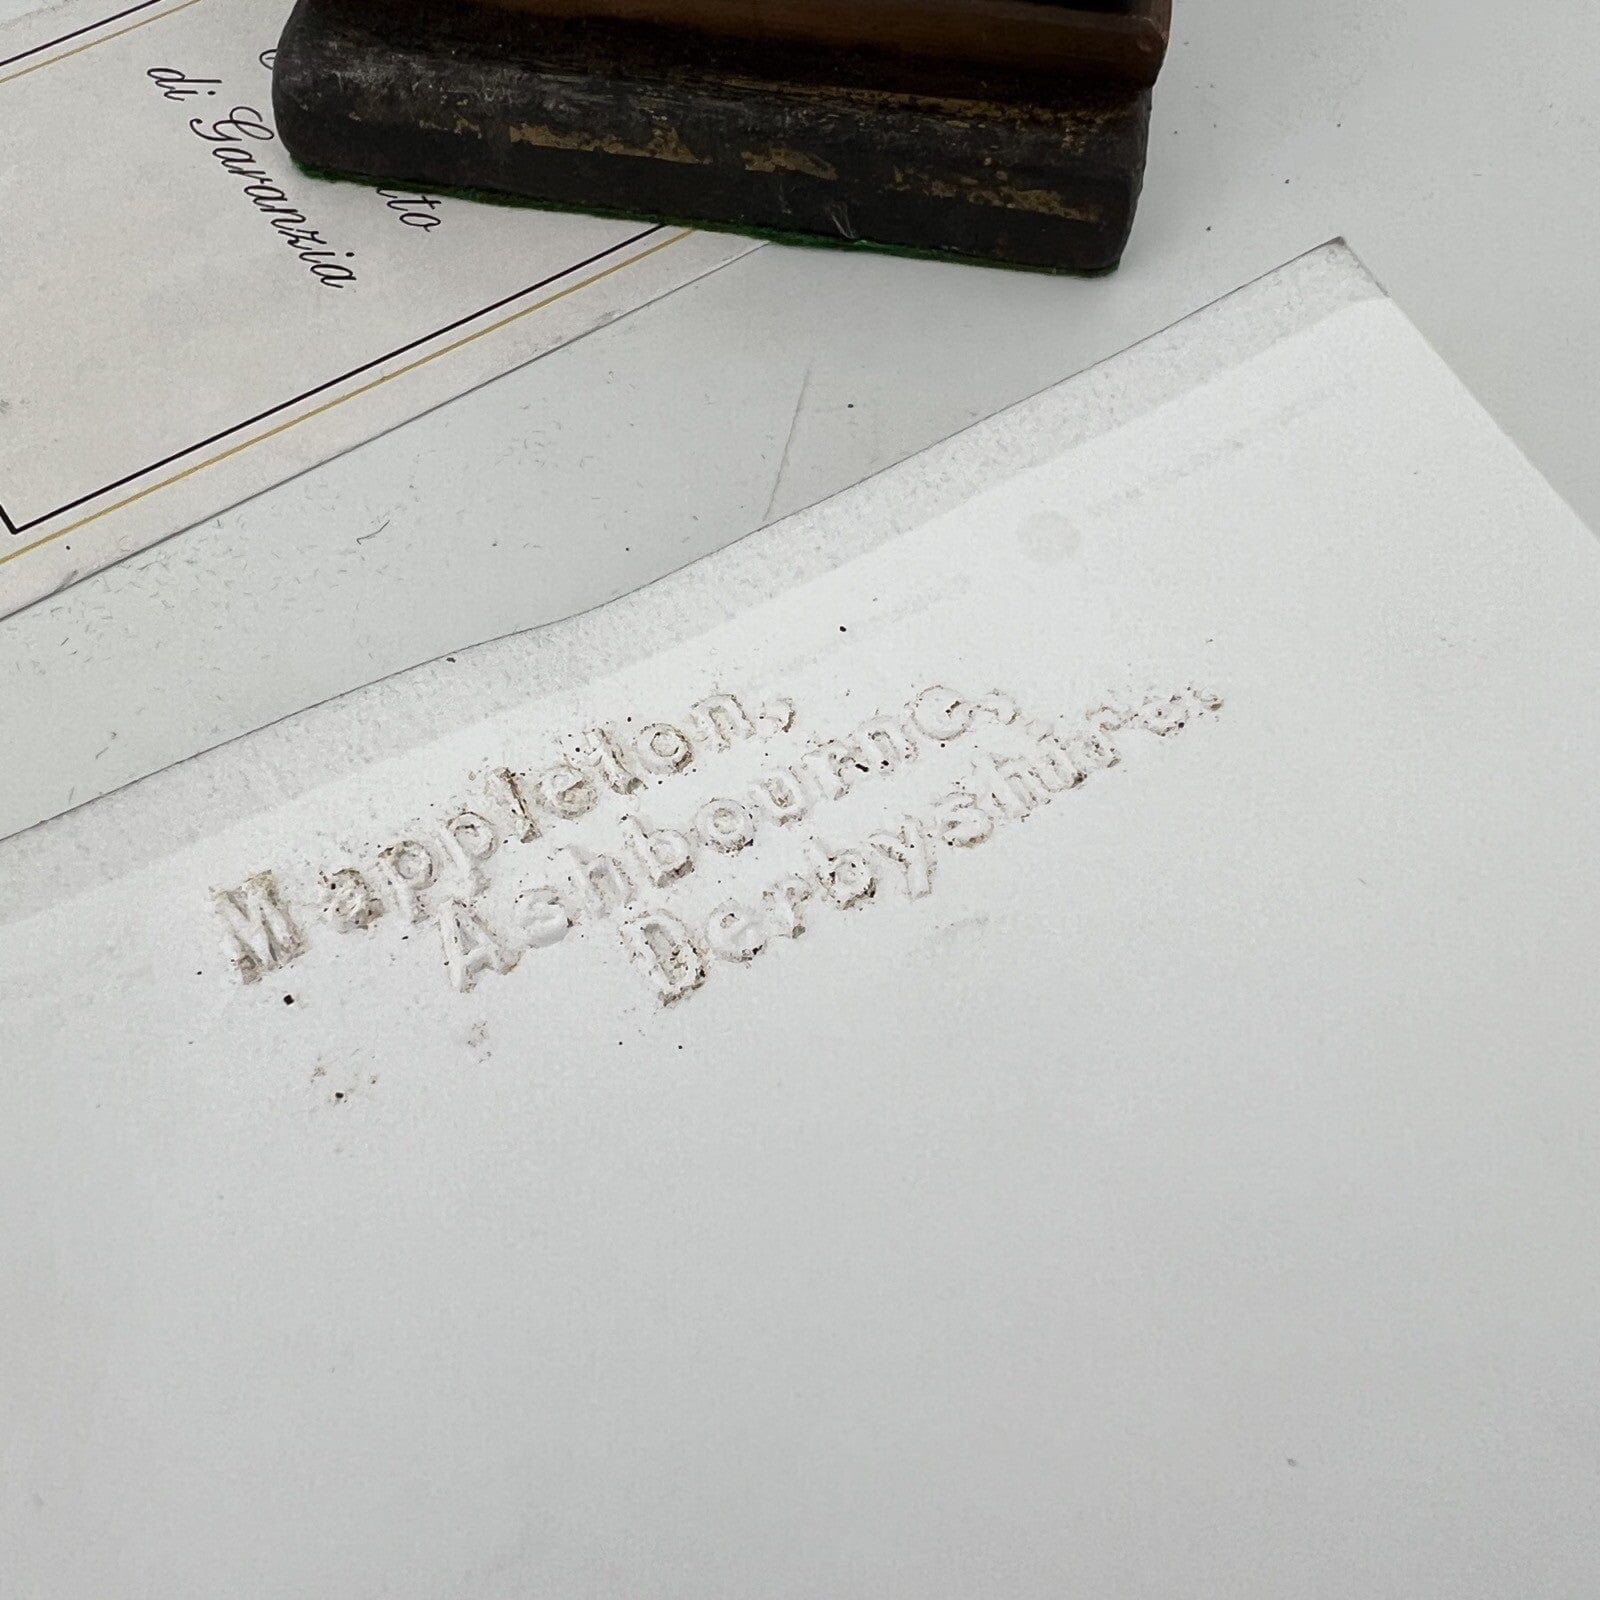 di Garanzia
Mappleton,
Ashbourne,
Derbyshire.